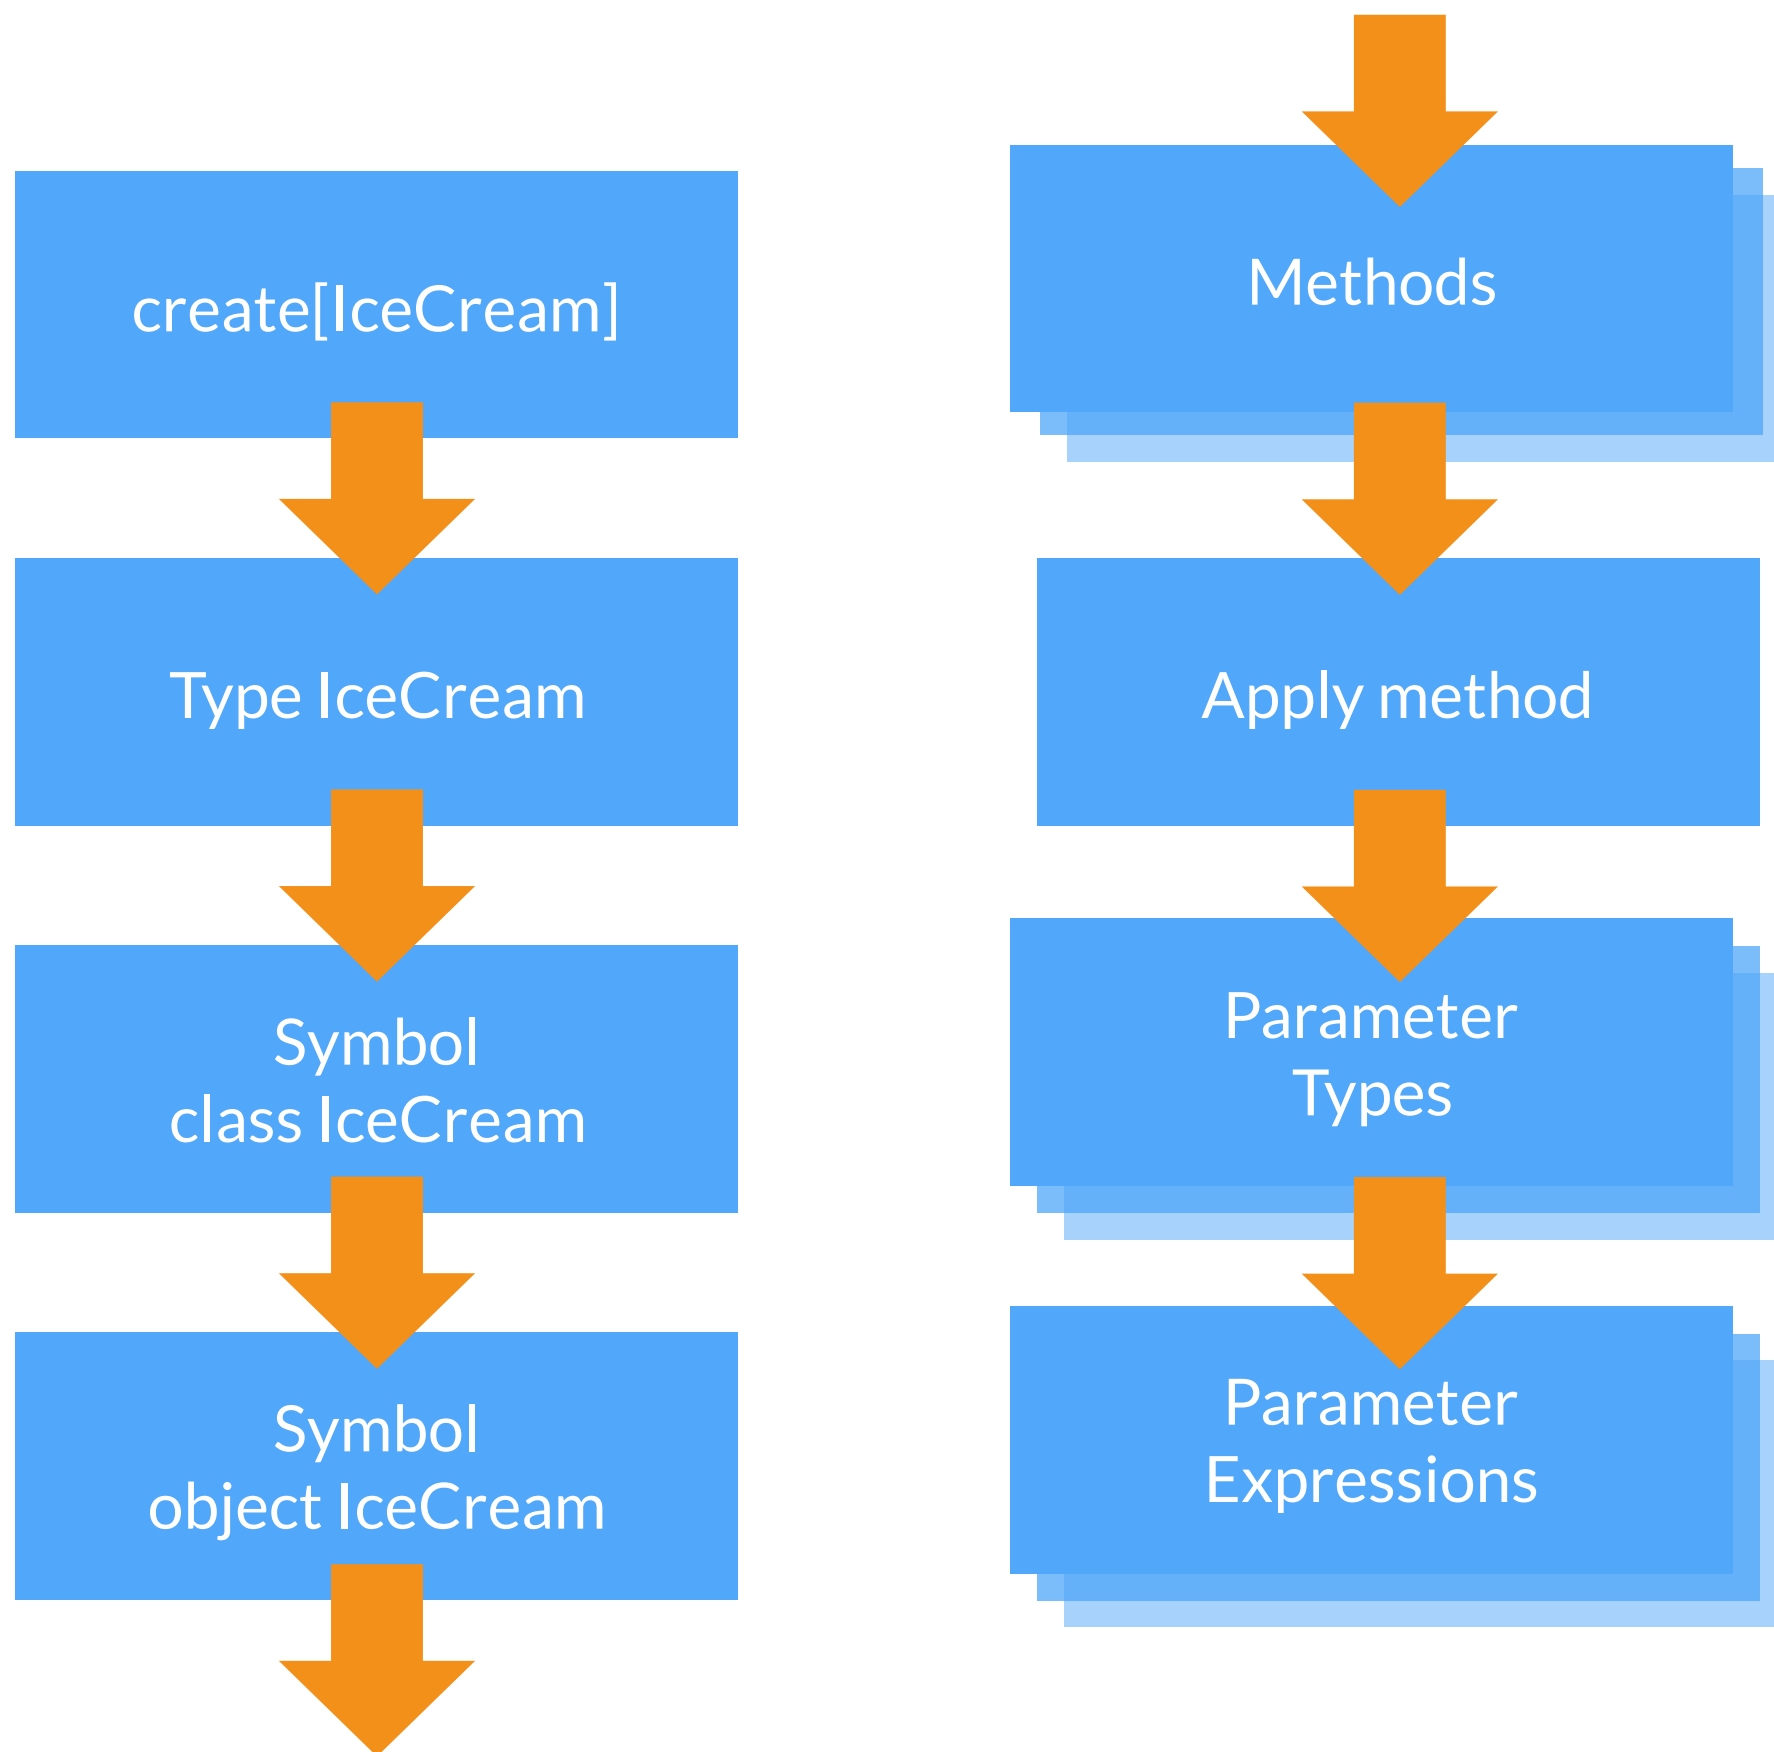 create[IceCream]
Type IceCream
Symbol
class IceCream
Symbol
object IceCream
Methods
Apply method
Parameter
Types
Parameter
Expressions